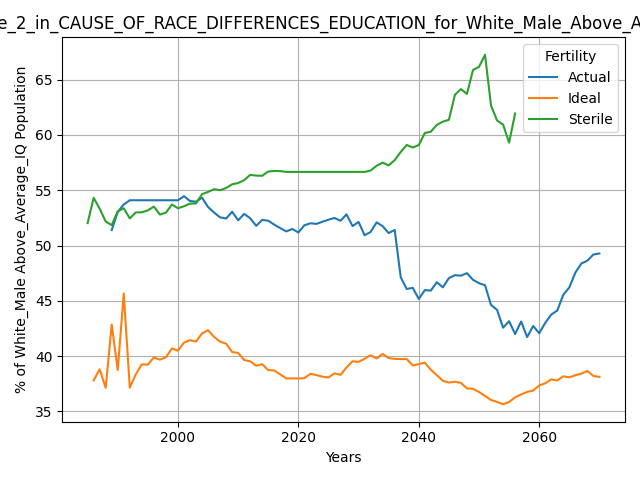 e_2_in_CAUSE_OF_RACE_DIFFERENCES_EDUCATION_for_White_Male_Above_A
Fertility
Actual
Ideal
Sterile
% of White_Male Above_Average_IQ Population
65
60
55
50
45
40
35
2000
2020
2040
2060
Years